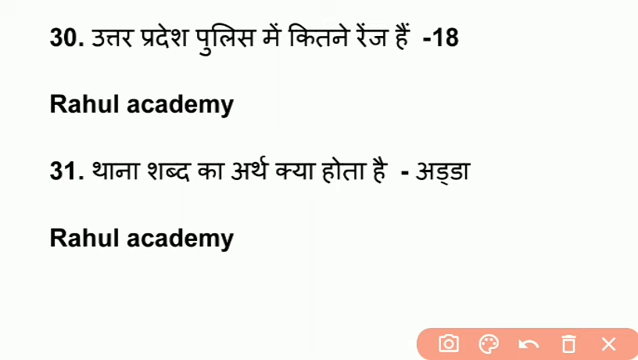 30. उत्तर प्रदेश पुलिस में कितने रेंज हैं -18
Rahul academy
31. थाना शब्द का अर्थ क्या होता है - अड्डा
Rahul academy